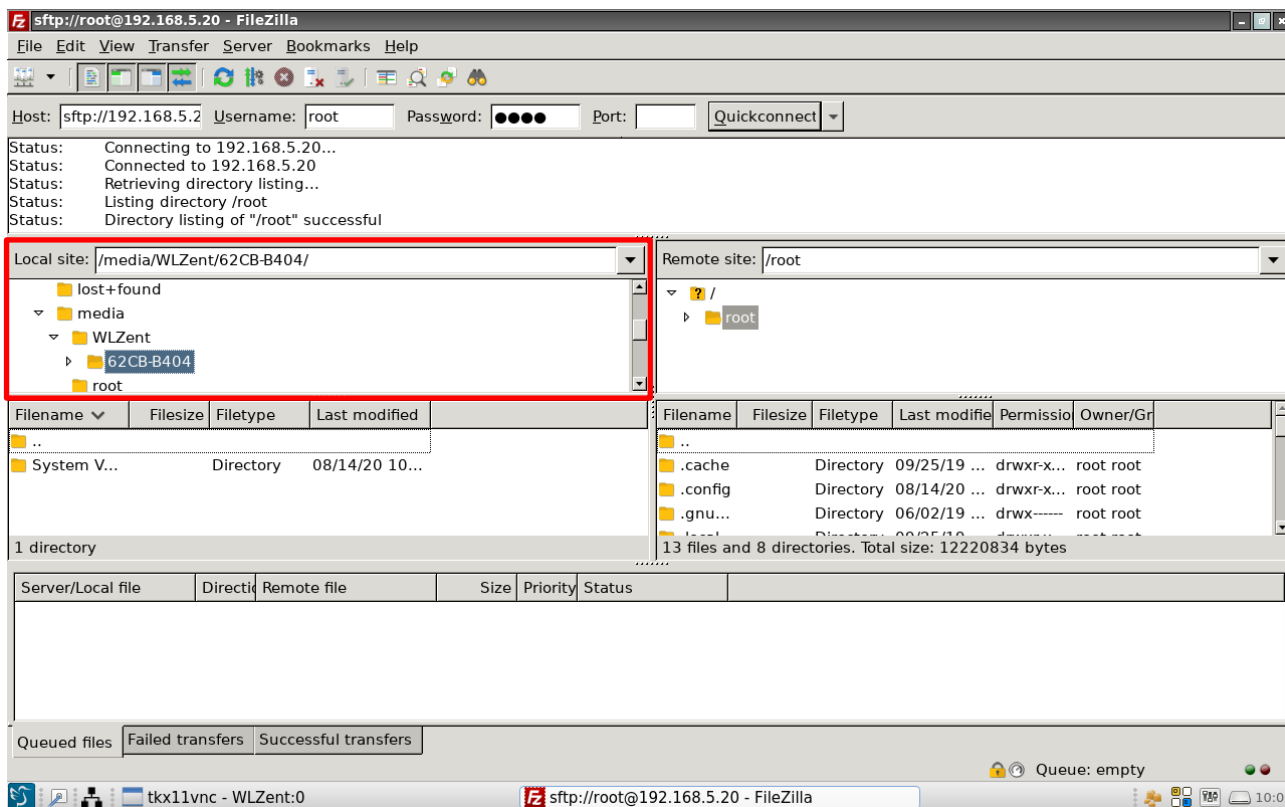 sftp://root@192.168.5.20 - FileZilla
File Edit View Transfer Server Bookmarks Help
Host: sftp://192.168.5.2 Username: root Password: ●●●● Port: Quickconnect
Status: Connecting to 192.168.5.20...
Status: Connected to 192.168.5.20
Status: Retrieving directory listing...
Status: Listing directory /root
Status: Directory listing of "/root" successful
Local site: /media/WLZent/62CB-B404/
lost+found
media
WLZent
62CB-B404
root
Remote site: /root
? /
root
Filename Filesize Filetype Last modified
..
System V... Directory 08/14/20 10...
1 directory
Filename Filesize Filetype Last modifie Permissio Owner/Gr
..
.cache Directory 09/25/19 ... drwxr-x... root root
.config Directory 08/14/20 ... drwxr-x... root root
.gnu... Directory 06/02/19 ... drwx------ root root
13 files and 8 directories. Total size: 12220834 bytes
Server/Local file Directic Remote file Size Priority Status
Queued files Failed transfers Successful transfers
Queue: empty
tkx11vnc - WLZent:0 sftp://root@192.168.5.20 - FileZilla 10:0